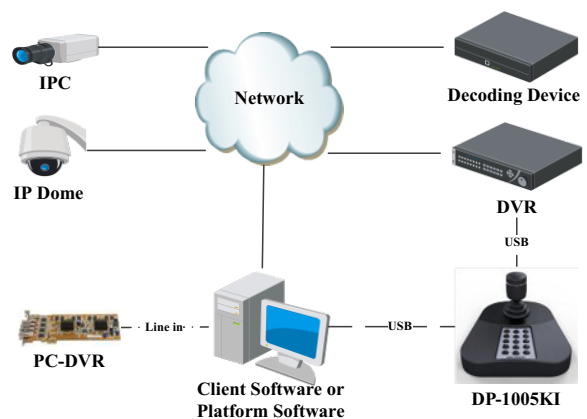 IPC
Network
Decoding Device
IP Dome
DVR
USB
PC-DVR
Line in
Client Software or
Platform Software
USB
DP-1005KI